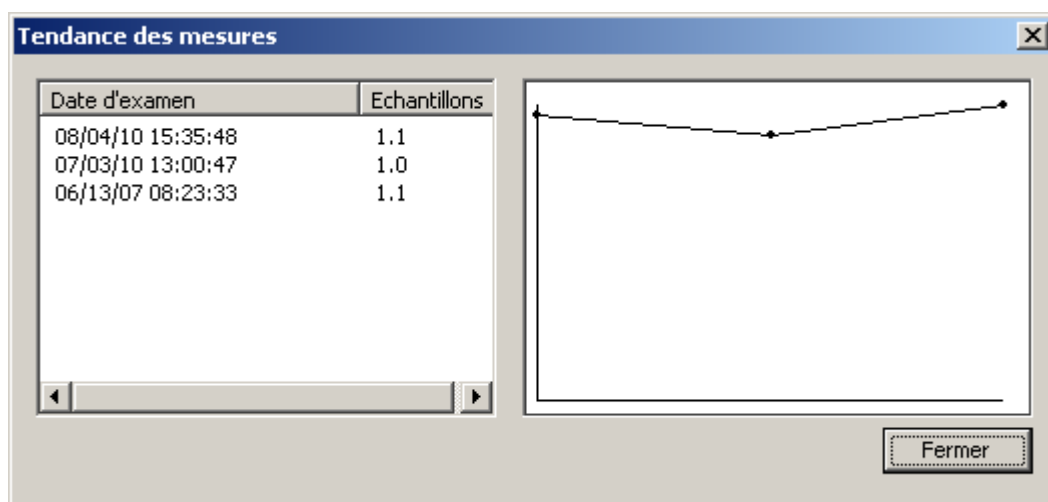 Tendance des mesures
Date d'examen Echantillons
08/04/10 15:35:48 1.1
07/03/10 13:00:47 1.0
06/13/07 08:23:33 1.1
Fermer